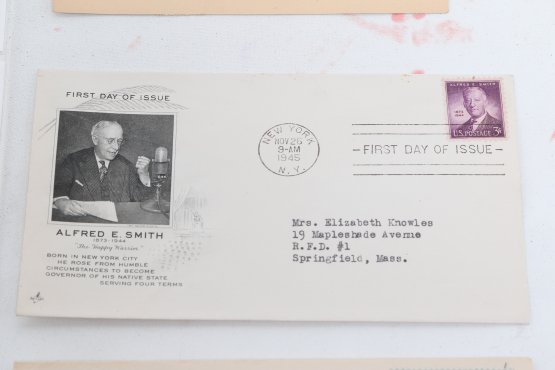 FIRST DAY OF ISSUE
ALFRED E. SMITH
1873-1944
"The Happy Warrior"
BORN IN NEW YORK CITY
HE ROSE FROM HUMBLE
CIRCUMSTANCES TO BECOME
GOVERNOR OF HIS NATIVE STATE
SERVING FOUR TERMS
NEW YORK
NOV 26
9-AM
1945
N.Y.
-FIRST DAY OF ISSUE-
ALFRED E. SMITH
1873
1944
U.S. POSTAGE 3¢
Mrs. Elizabeth Knowles
19 Mapleshade Avenue
R.F.D. #1
Springfield, Mass.